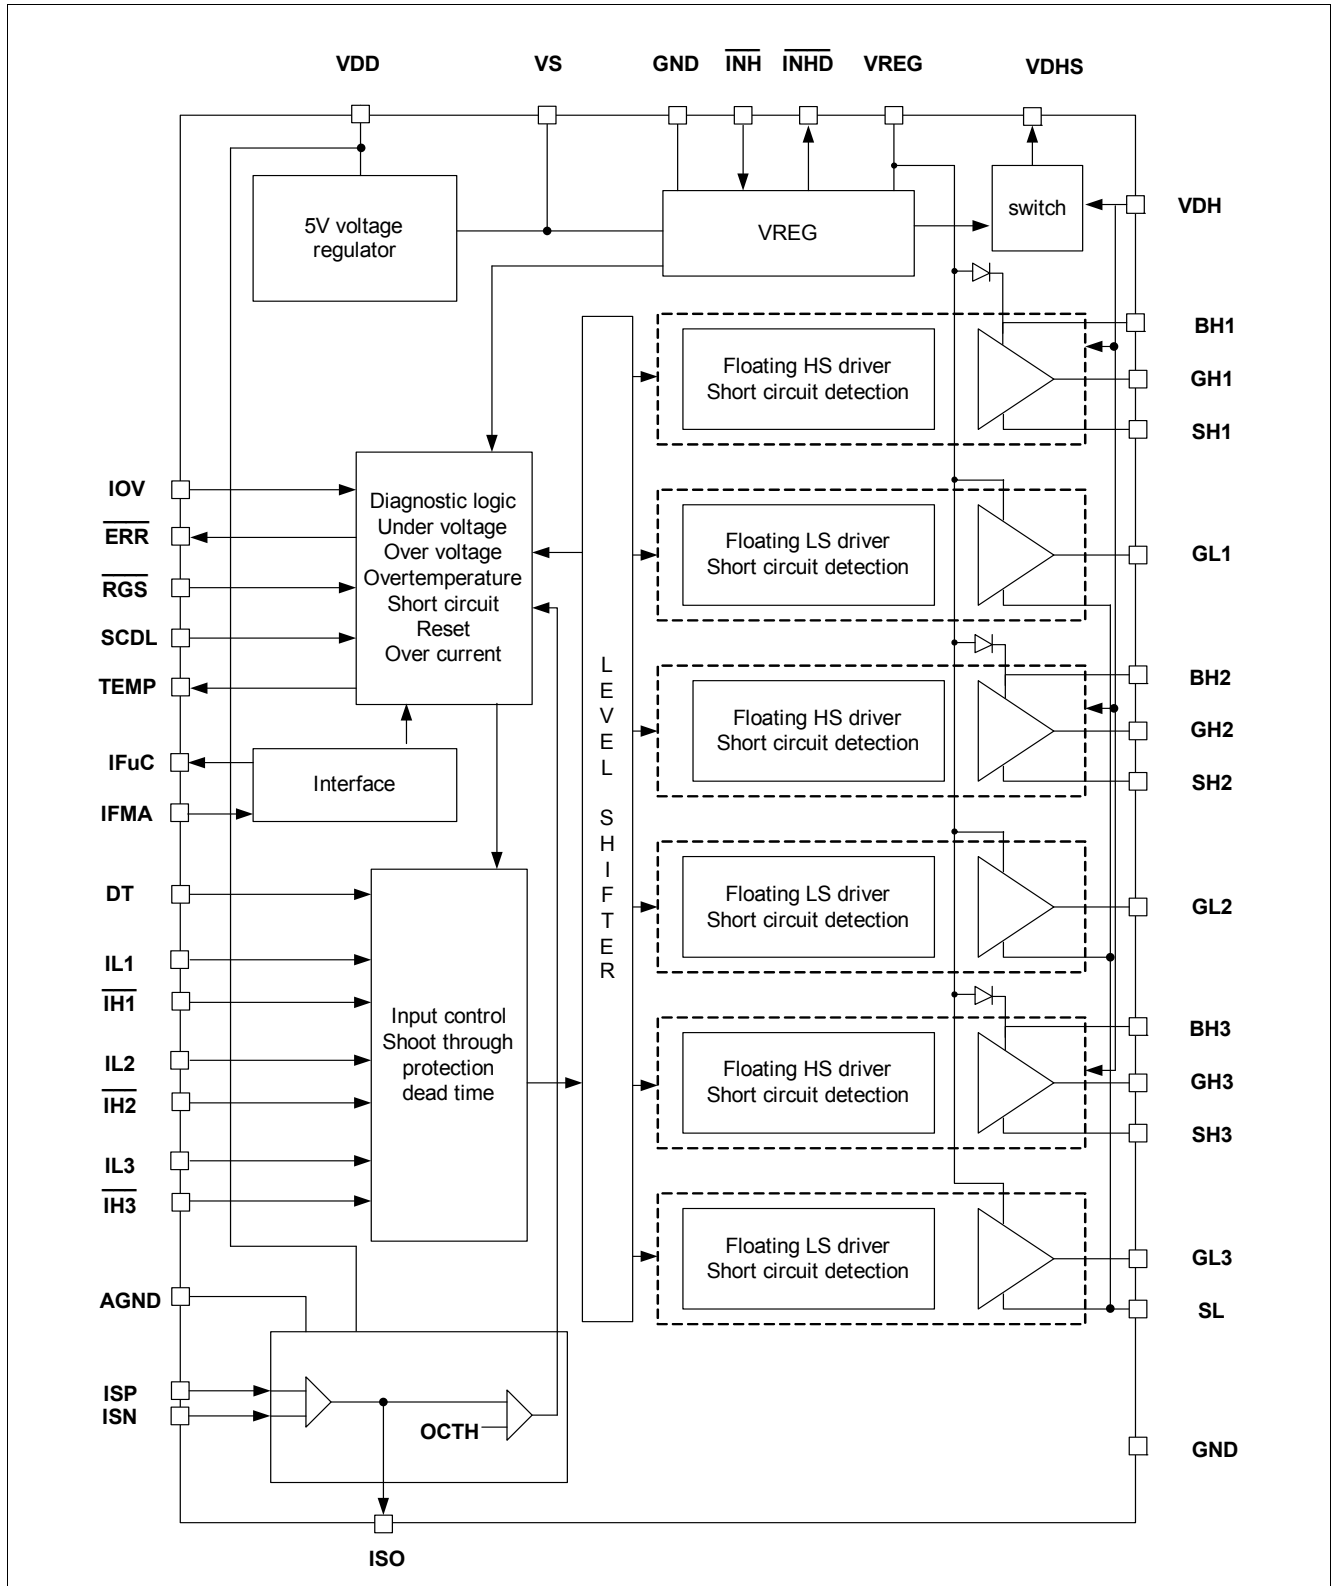 VDD
VS
GND
INH
INHD
VREG
VDHS
5V voltage
regulator
VREG
switch
VDH
Floating HS driver
Short circuit detection
BH1
GH1
SH1
IOV
ERR
RGS
SCDL
TEMP
Diagnostic logic
Under voltage
Over voltage
Overtemperature
Short circuit
Reset
Over current
Floating LS driver
Short circuit detection
GL1
LEVEL SHIFTER
Floating HS driver
Short circuit detection
BH2
GH2
SH2
IFuC
IFMA
Interface
Floating LS driver
Short circuit detection
GL2
DT
IL1
IH1
IL2
IH2
IL3
IH3
Input control
Shoot through
protection
dead time
Floating HS driver
Short circuit detection
BH3
GH3
SH3
Floating LS driver
Short circuit detection
GL3
SL
AGND
ISP
ISN
OCTH
GND
ISO